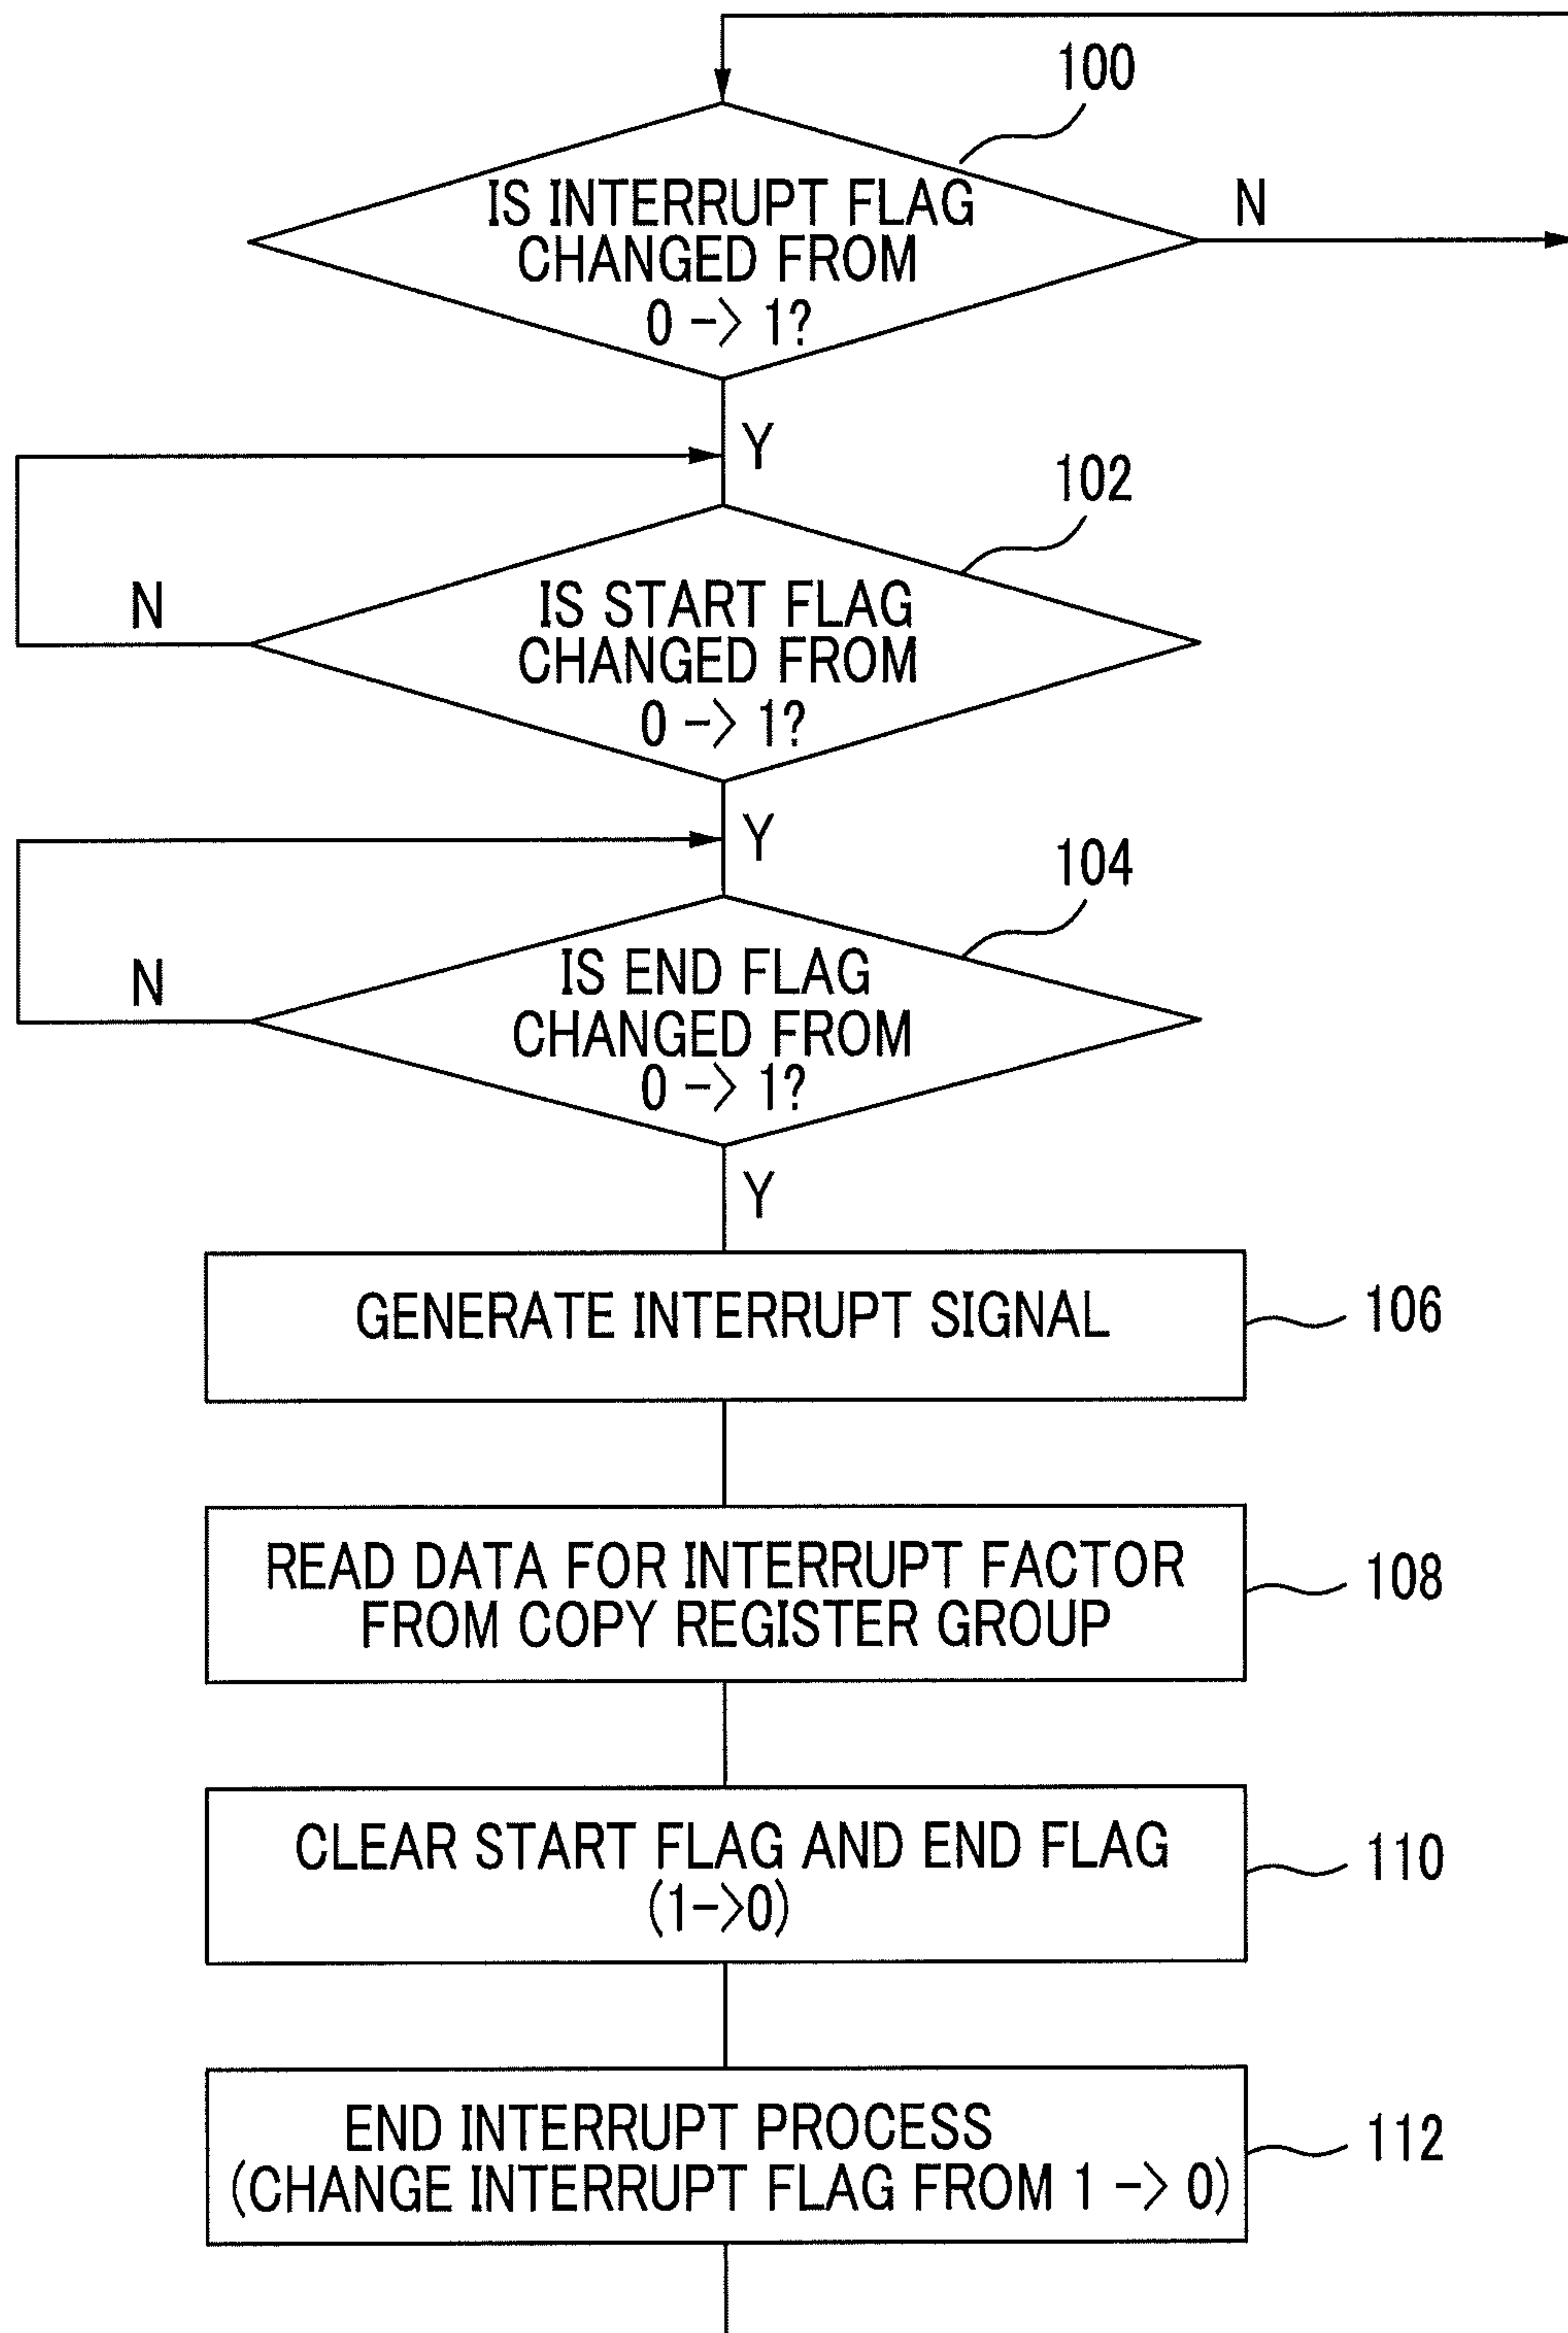 100
IS INTERRUPT FLAG
CHANGED FROM
0 -> 1?
N
Y
102
IS START FLAG
CHANGED FROM
0 -> 1?
N
Y
104
IS END FLAG
CHANGED FROM
0 -> 1?
N
Y
GENERATE INTERRUPT SIGNAL
106
READ DATA FOR INTERRUPT FACTOR
FROM COPY REGISTER GROUP
108
CLEAR START FLAG AND END FLAG
(1->0)
110
END INTERRUPT PROCESS
(CHANGE INTERRUPT FLAG FROM 1 -> 0)
112